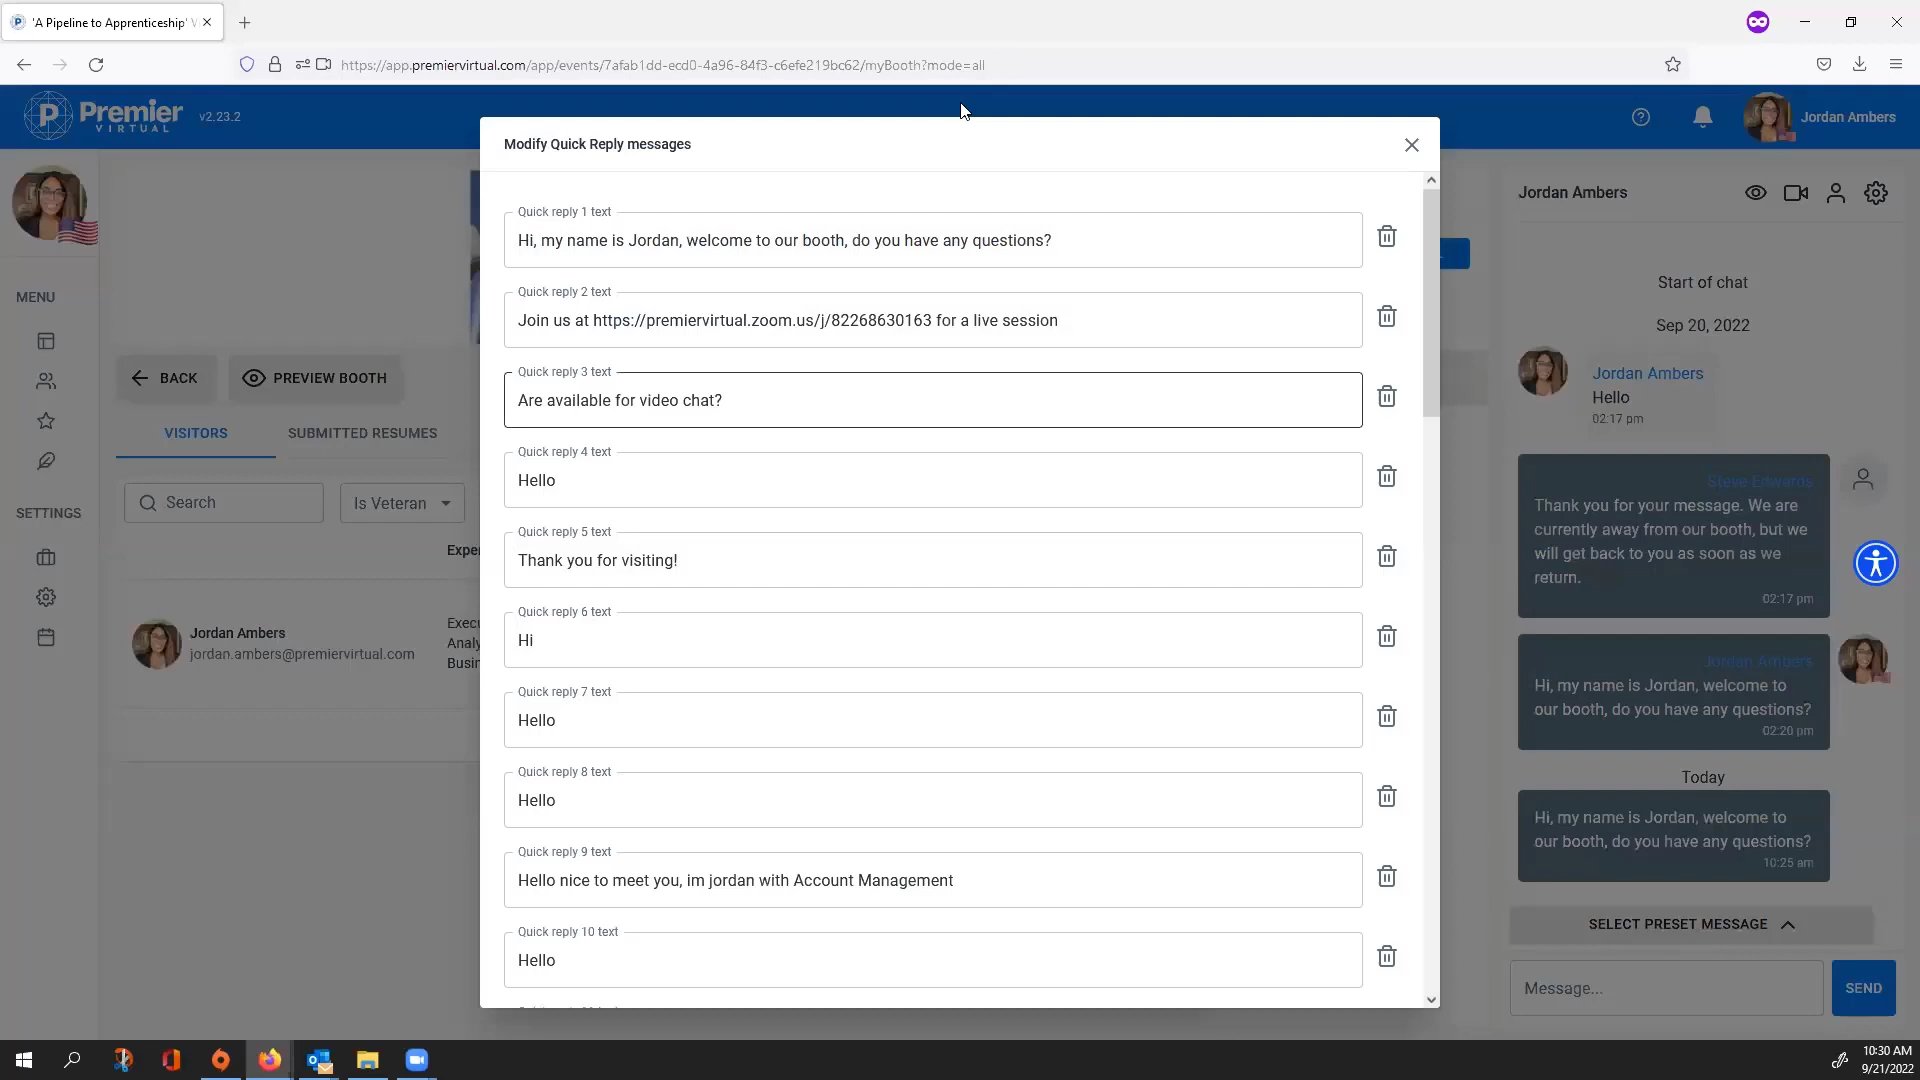 'A Pipeline to Apprenticeship' V
https://app.premiervirtual.com/app/events/7afab1dd-ecd0-4a96-84f3-c6efe219bc62/myBooth?mode=all
Premier
VIRTUAL
v2.23.2
Jordan Ambers
MENU
SETTINGS
BACK
PREVIEW BOOTH
VISITORS
SUBMITTED RESUMES
Search
Is Veteran
Expe
Jordan Ambers
jordan.ambers@premiervirtual.com
Execu
Analy
Busin
Modify Quick Reply messages
Quick reply 1 text
Hi, my name is Jordan, welcome to our booth, do you have any questions?
Quick reply 2 text
Join us at https://premiervirtual.zoom.us/j/82268630163 for a live session
Quick reply 3 text
Are available for video chat?
Quick reply 4 text
Hello
Quick reply 5 text
Thank you for visiting!
Quick reply 6 text
Hi
Quick reply 7 text
Hello
Quick reply 8 text
Hello
Quick reply 9 text
Hello nice to meet you, im jordan with Account Management
Quick reply 10 text
Hello
Jordan Ambers
Start of chat
Sep 20, 2022
Jordan Ambers
Hello
02:17 pm
Steve Edwards
Thank you for your message. We are
currently away from our booth, but we
will get back to you as soon as we
return.
02:17 pm
Jordan Ambers
Hi, my name is Jordan, welcome to
our booth, do you have any questions?
02:20 pm
Today
Hi, my name is Jordan, welcome to
our booth, do you have any questions?
10:25 am
SELECT PRESET MESSAGE
Message...
SEND
10:30 AM
9/21/2022